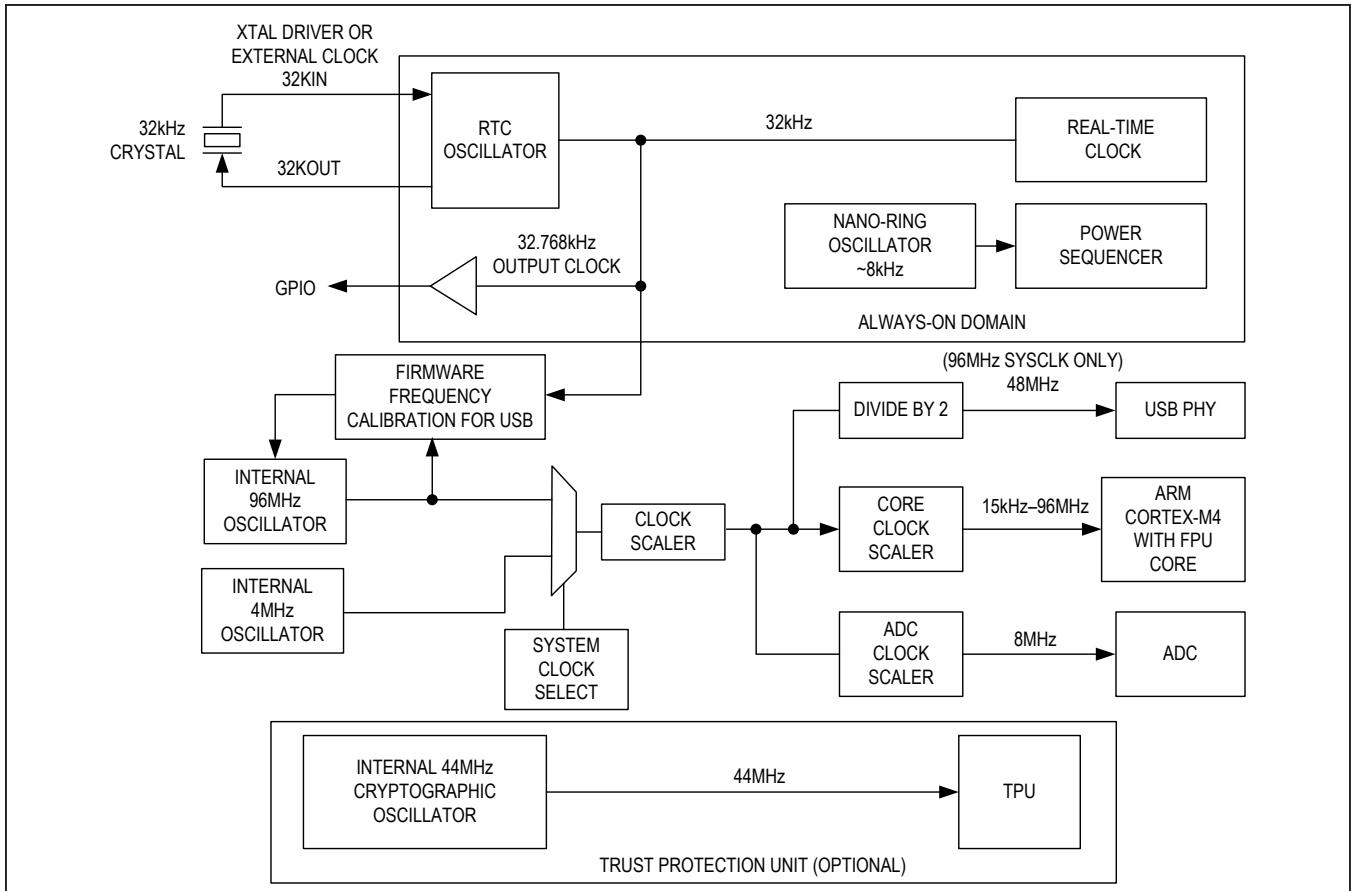 XTAL DRIVER OR
EXTERNAL CLOCK
32KIN
32kHz
CRYSTAL
32KOUT
RTC
OSCILLATOR
32kHz
REAL-TIME
CLOCK
NANO-RING
OSCILLATOR
~8kHz
POWER
SEQUENCER
32.768kHz
OUTPUT CLOCK
GPIO
ALWAYS-ON DOMAIN
FIRMWARE
FREQUENCY
CALIBRATION FOR USB
(96MHz SYSCLK ONLY)
48MHz
DIVIDE BY 2
USB PHY
INTERNAL
96MHz
OSCILLATOR
CLOCK
SCALER
CORE
CLOCK
SCALER
15kHz–96MHz
ARM
CORTEX-M4
WITH FPU
CORE
INTERNAL
4MHz
OSCILLATOR
SYSTEM
CLOCK
SELECT
ADC
CLOCK
SCALER
8MHz
ADC
INTERNAL 44MHz
CRYPTOGRAPHIC
OSCILLATOR
44MHz
TPU
TRUST PROTECTION UNIT (OPTIONAL)